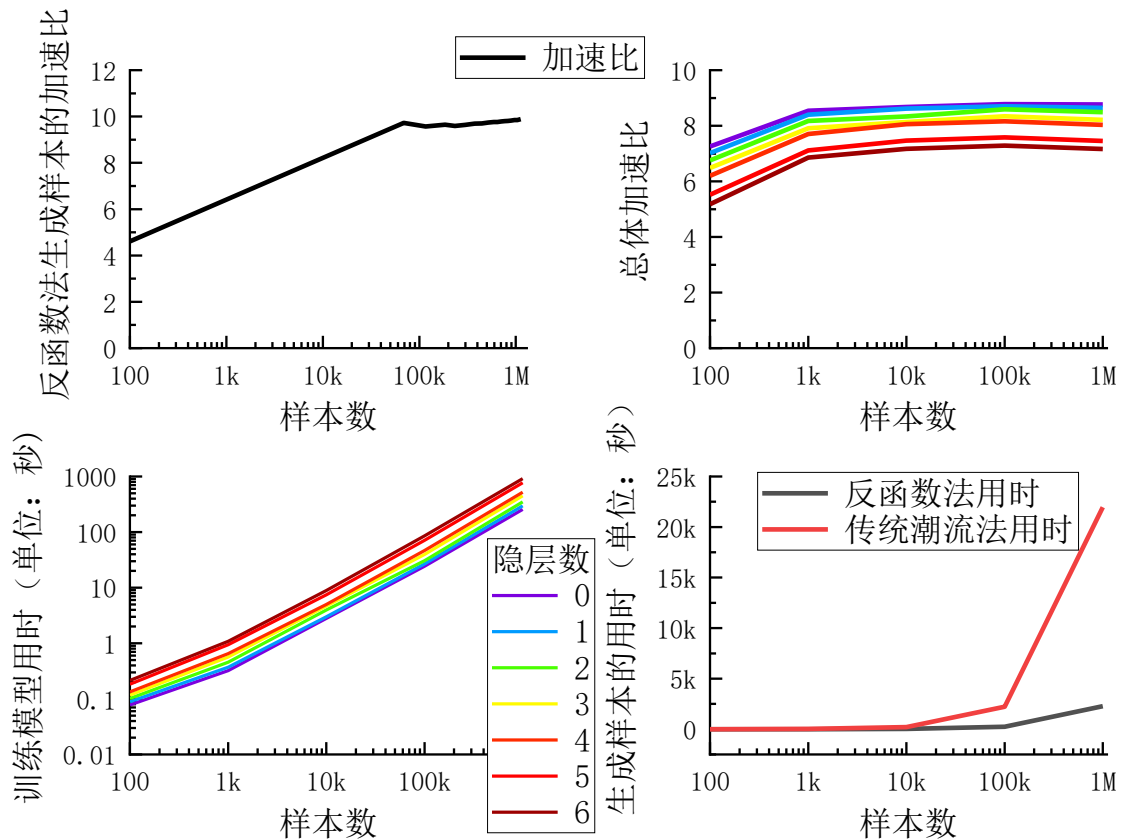 反函数法生成样本的加速比
加速比
12
10
8
6
4
2
0
100
1k
10k
100k
1M
样本数
总体加速比
10
8
6
4
2
0
100
1k
10k
100k
1M
样本数
训练模型用时（单位：秒）
1000
100
10
1
0.1
0.01
100
1k
10k
100k
样本数
隐层数
0
1
2
3
4
5
6
生成样本的用时（单位：秒）
反函数法用时
传统潮流法用时
25k
20k
15k
10k
5k
0
100
1k
10k
100k
1M
样本数